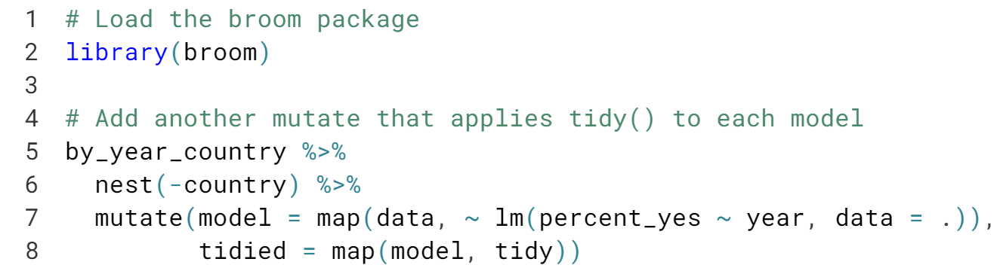 1 # Load the broom package
2 library(broom)
3
4 # Add another mutate that applies tidy() to each model
5 by_year_country %>%
6   nest(-country) %>%
7   mutate(model = map(data, ~ lm(percent_yes ~ year, data = .)),
8          tidied = map(model, tidy))